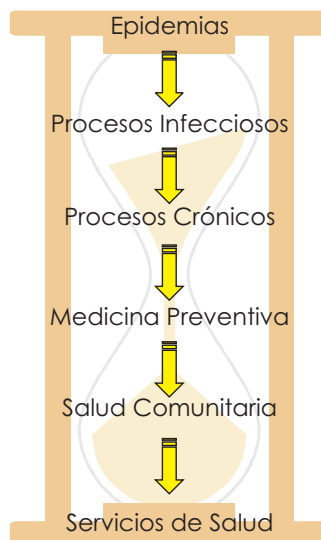 Epidemias
Procesos Infecciosos
Procesos Crónicos
Medicina Preventiva
Salud Comunitaria
Servicios de Salud